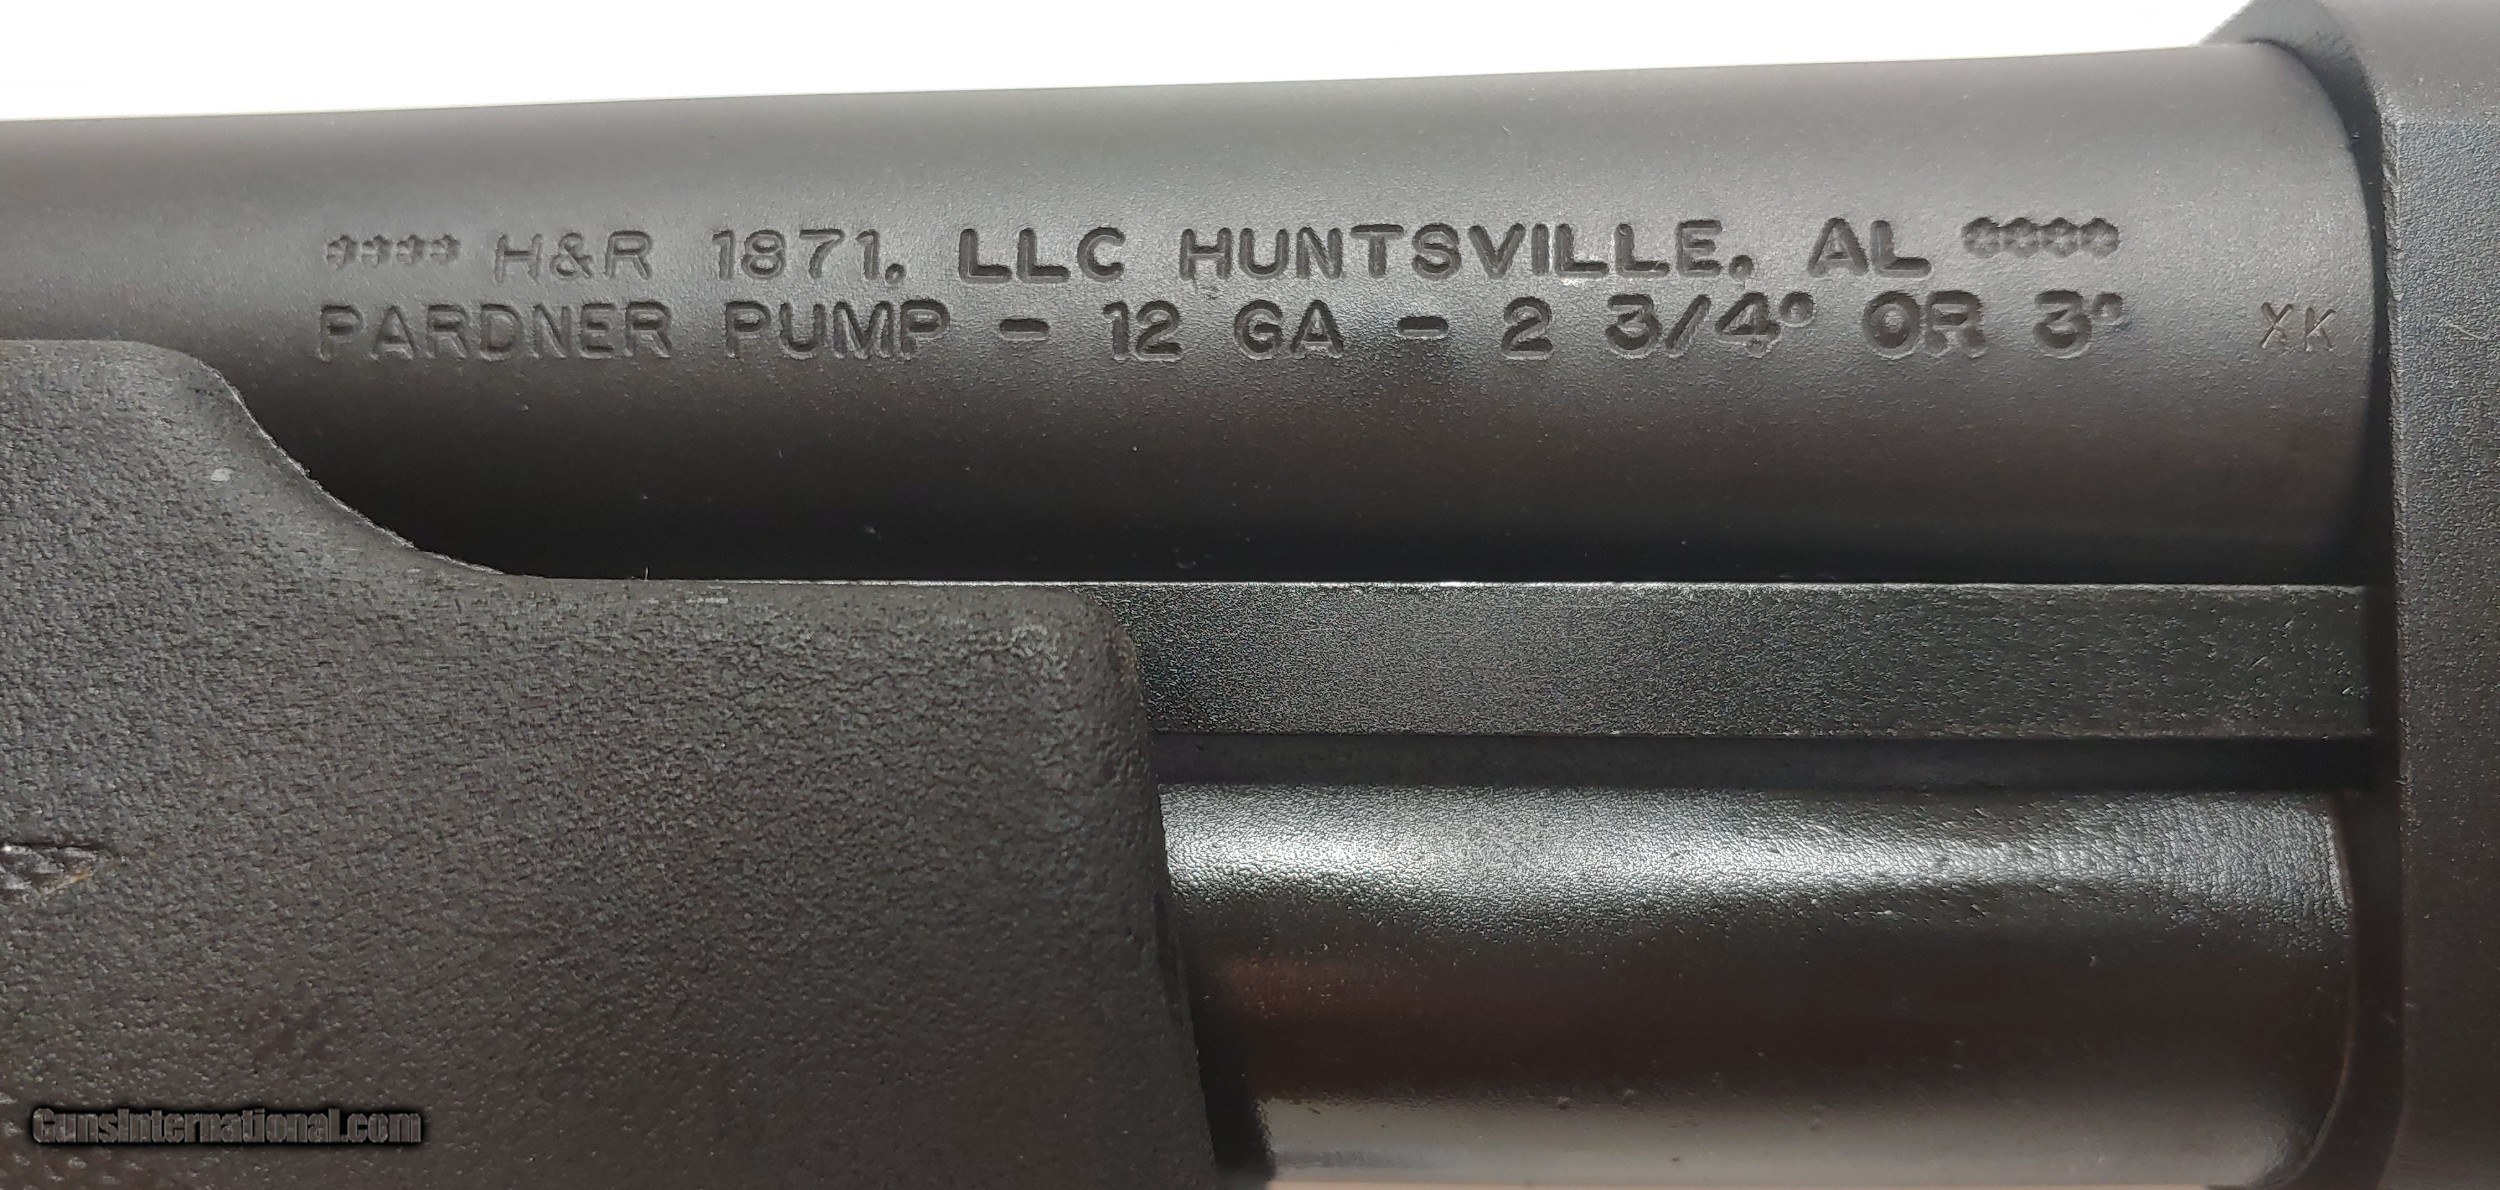 **** H&R 1871, LLC HUNTSVILLE, AL ****
PARDNER PUMP - 12 GA - 2 3/4" OR 3"
XK
GunsInternational.com